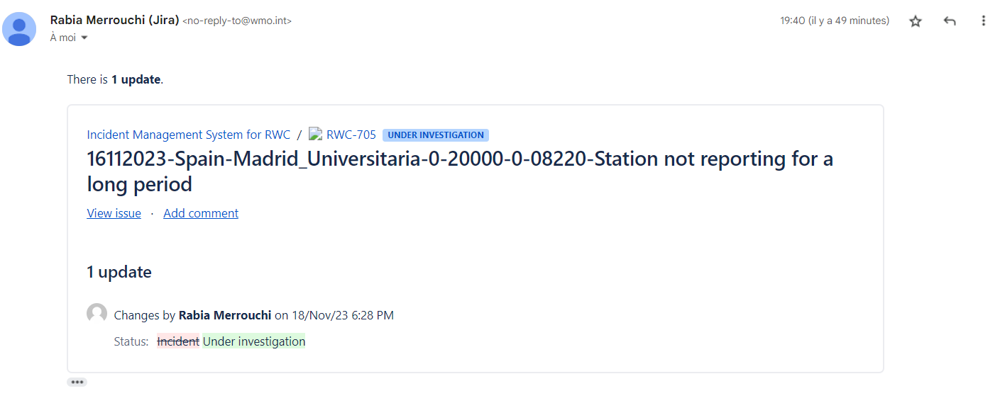 Rabia Merrouchi (Jira) <no-reply-to@wmo.int>
19:40 (il y a 49 minutes)
À moi
There is 1 update.
Incident Management System for RWC / RWC-705 UNDER INVESTIGATION
16112023-Spain-Madrid_Universitaria-0-20000-0-08220-Station not reporting for a
long period
View issue · Add comment
1 update
Changes by Rabia Merrouchi on 18/Nov/23 6:28 PM
Status: Incident Under investigation